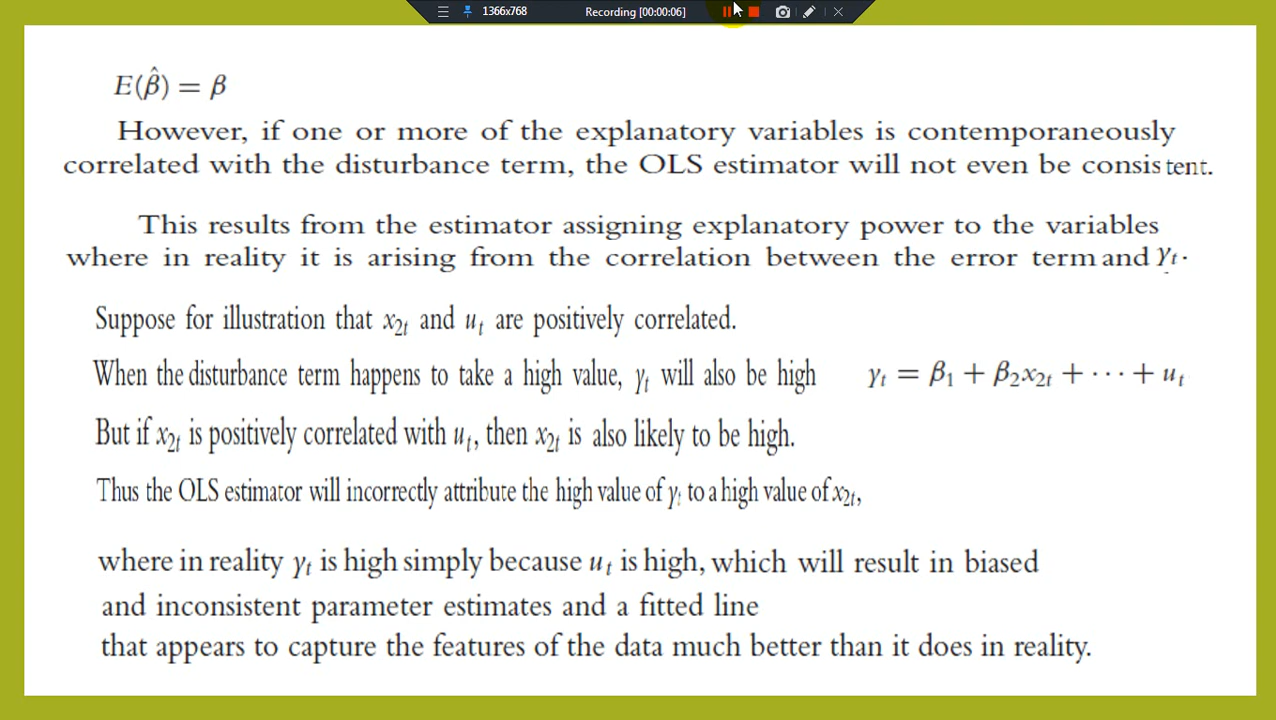 1366x768 Recording [00:00:06]
E(β̂) = β
However, if one or more of the explanatory variables is contemporaneously
correlated with the disturbance term, the OLS estimator will not even be consistent.
This results from the estimator assigning explanatory power to the variables
where in reality it is arising from the correlation between the error term and yₜ.
Suppose for illustration that x₂ₜ and uₜ are positively correlated.
When the disturbance term happens to take a high value, yₜ will also be high yₜ = β₁ + β₂x₂ₜ + ··· + uₜ
But if x₂ₜ is positively correlated with uₜ, then x₂ₜ is also likely to be high.
Thus the OLS estimator will incorrectly attribute the high value of yₜ to a high value of x₂ₜ,
where in reality yₜ is high simply because uₜ is high, which will result in biased
and inconsistent parameter estimates and a fitted line
that appears to capture the features of the data much better than it does in reality.